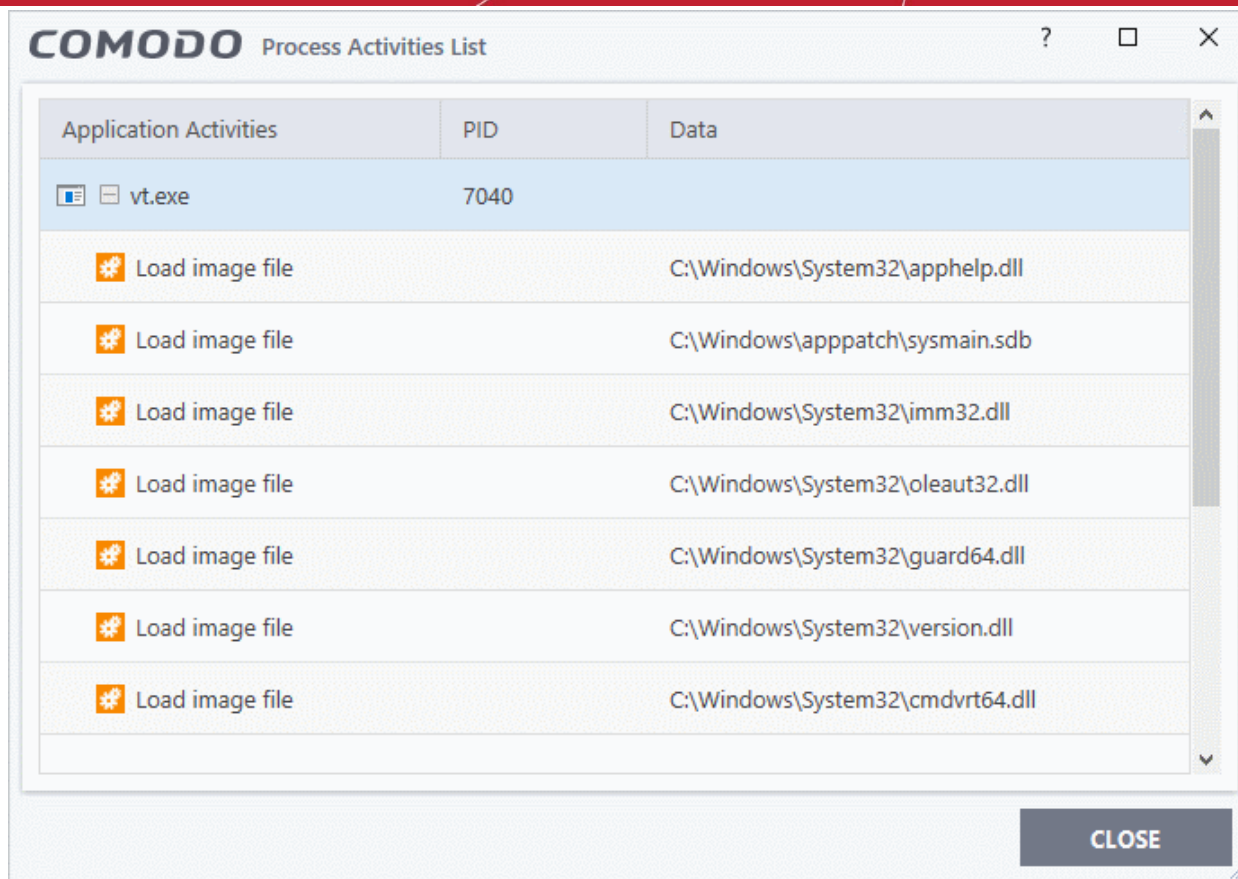 COMODO Process Activities List ?
Application Activities PID Data
vt.exe 7040
Load image file C:\Windows\System32\apphelp.dll
Load image file C:\Windows\apppatch\sysmain.sdb
Load image file C:\Windows\System32\imm32.dll
Load image file C:\Windows\System32\oleaut32.dll
Load image file C:\Windows\System32\guard64.dll
Load image file C:\Windows\System32\version.dll
Load image file C:\Windows\System32\cmdvrt64.dll
CLOSE